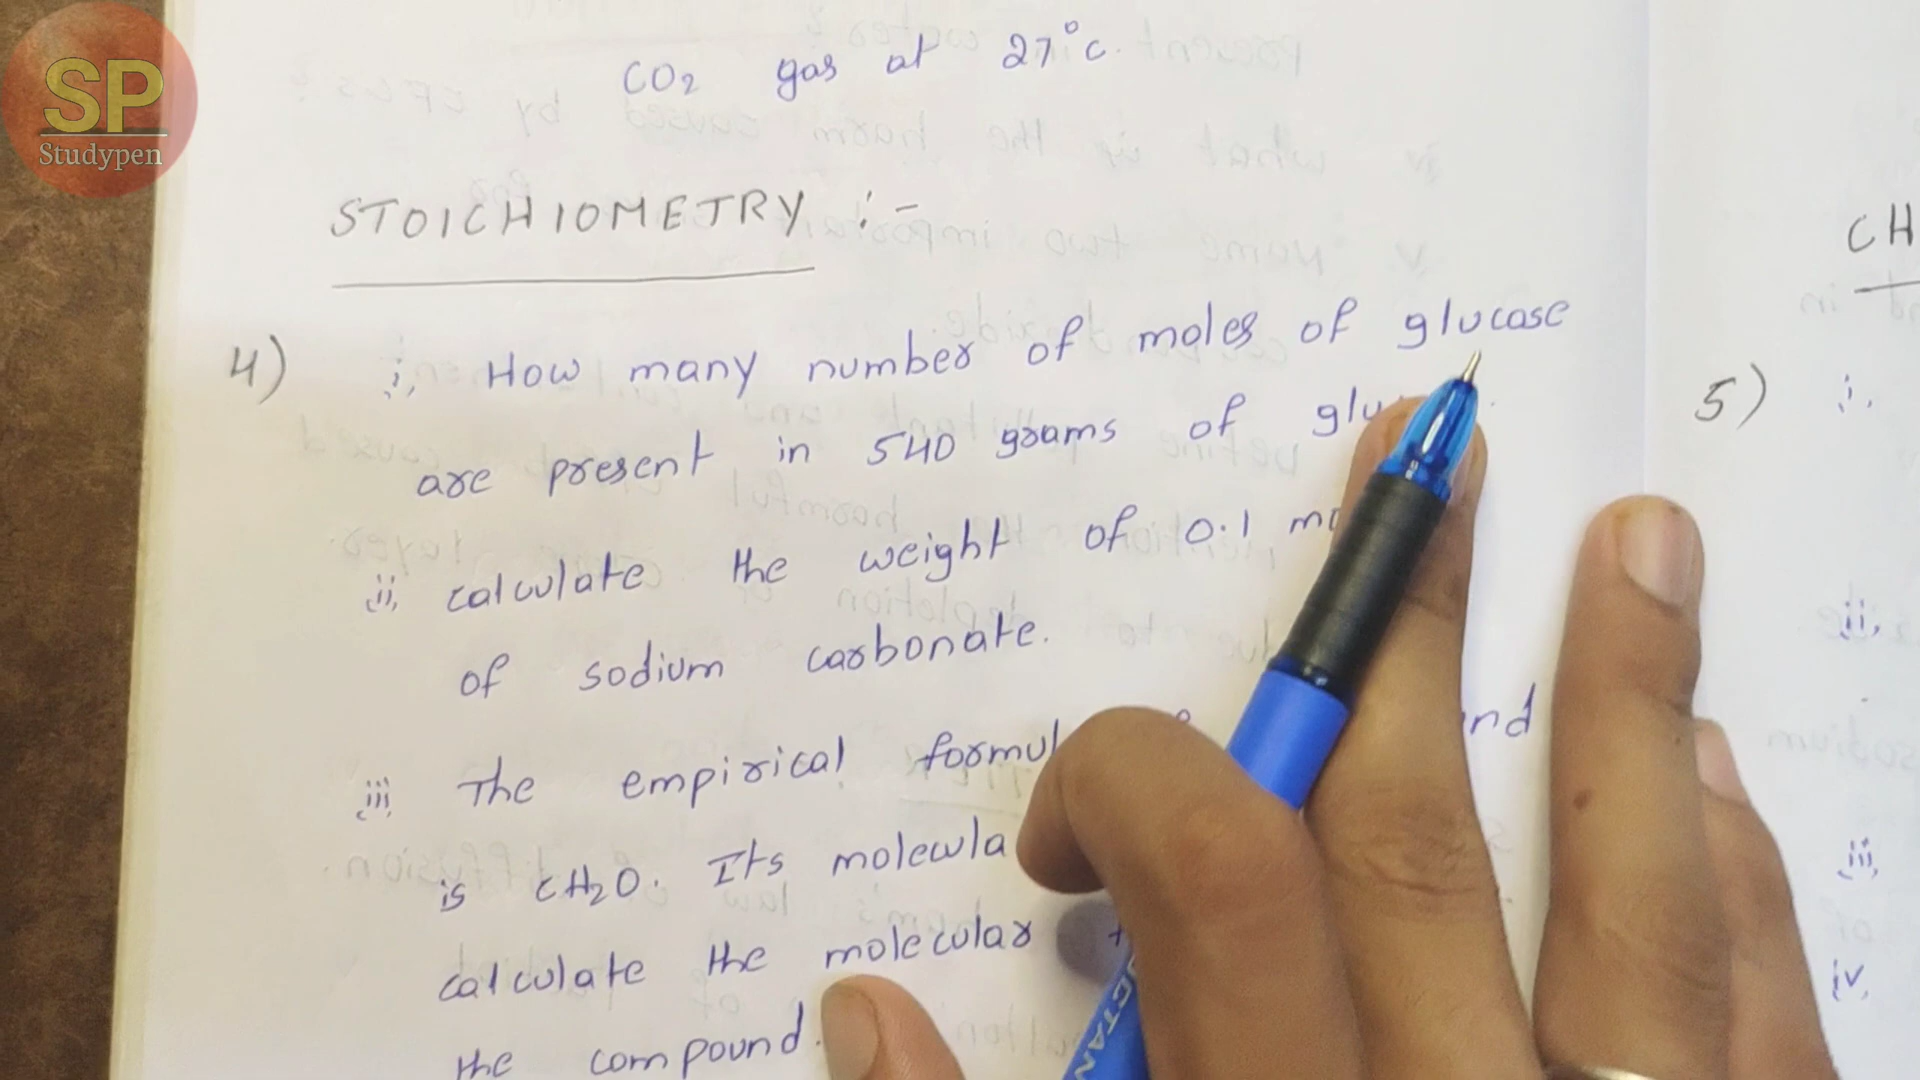 SP
Studypen
CO2 gas at 27°c.
STOICHIOMETRY :-
4) i, How many number of moles of glucose
are present in 540 grams of glu
ii, calculate the weight of 0.1 mo
of sodium carbonate.
iii, The empirical formul nd
is CH2O. Its molecula
calculate the molecular
the compound.
CH
5) i,
ii,
iii,
iv,